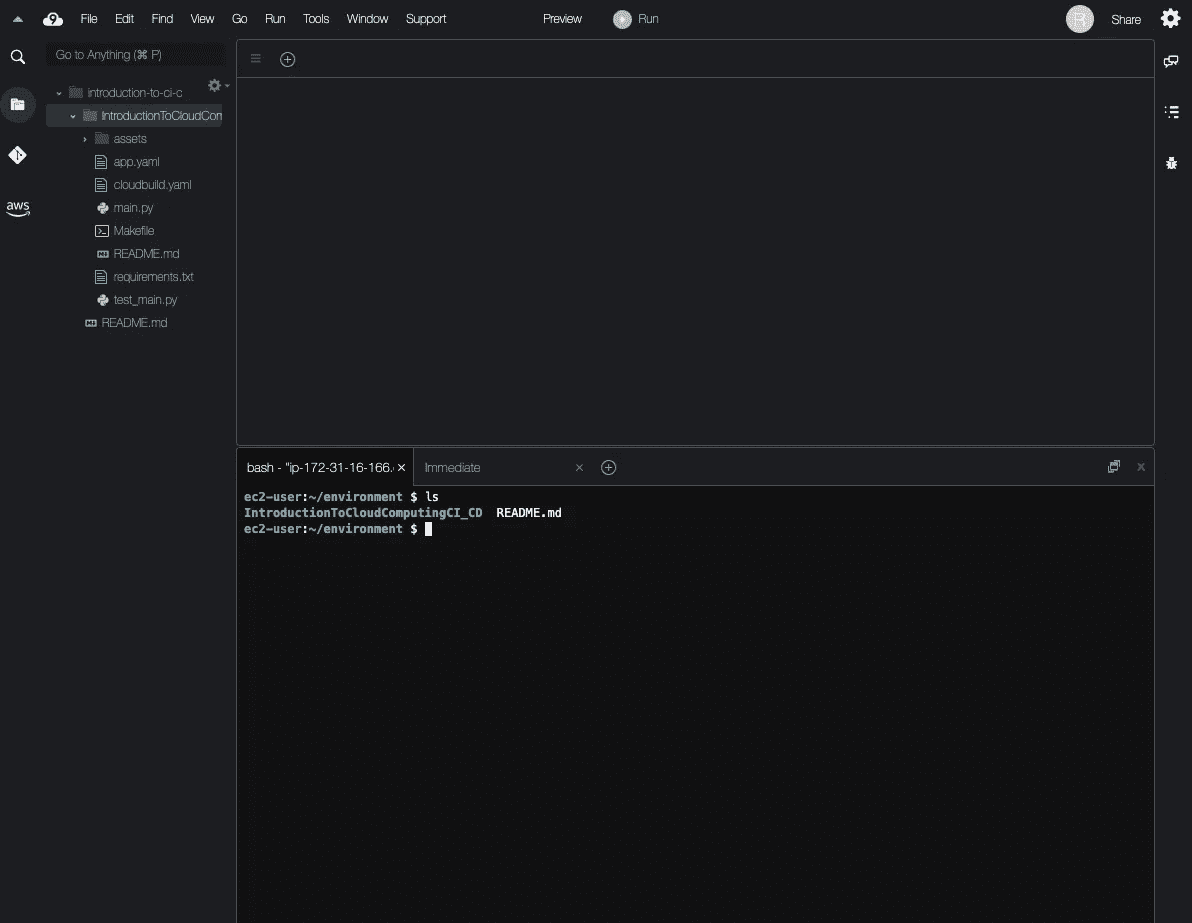 9 File Edit Find View Go Run Tools Window Support Preview Run R Share
Go to Anything (⌘ P)
introduction-to-ci-c
IntroductionToCloudCom
assets
app.yaml
cloudbuild.yaml
main.py
Makefile
README.md
requirements.txt
test_main.py
README.md
aws
bash - "ip-172-31-16-166. Immediate
ec2-user:~/environment $ ls
IntroductionToCloudComputingCI_CD README.md
ec2-user:~/environment $